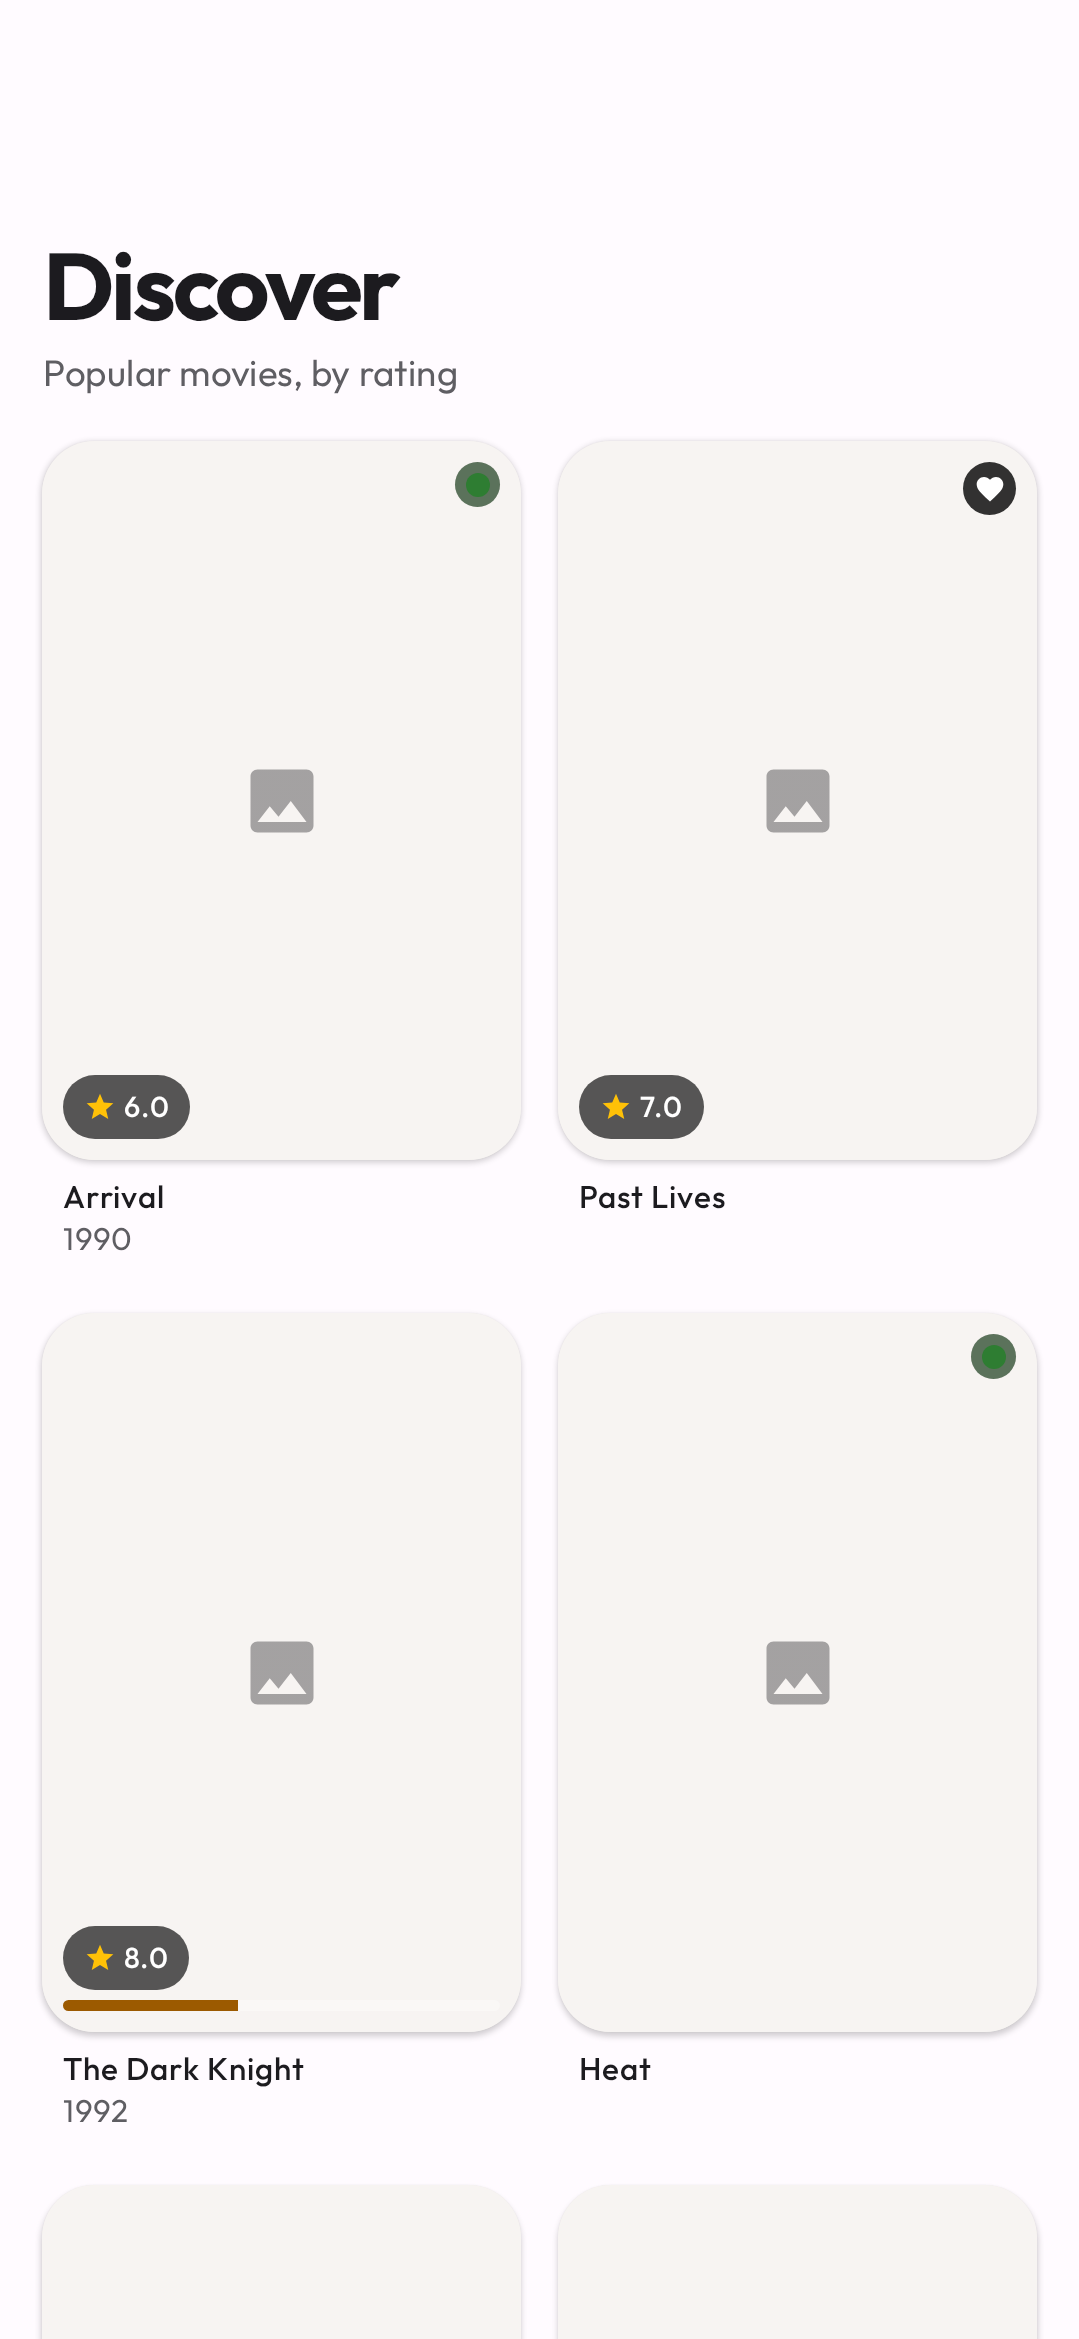 Discover
Popular movies, by rating
6.0
7.0
Arrival
1990
Past Lives
8.0
The Dark Knight
1992
Heat